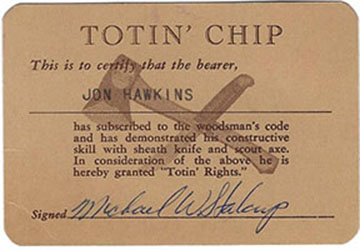 TOTIN' CHIP
This is to certify that the bearer,
JON HAWKINS
has subscribed to the woodsman's code
and has demonstrated his constructive
skill with sheath knife and scout axe.
In consideration of the above he is
hereby granted "Totin' Rights."
Signed Michael W